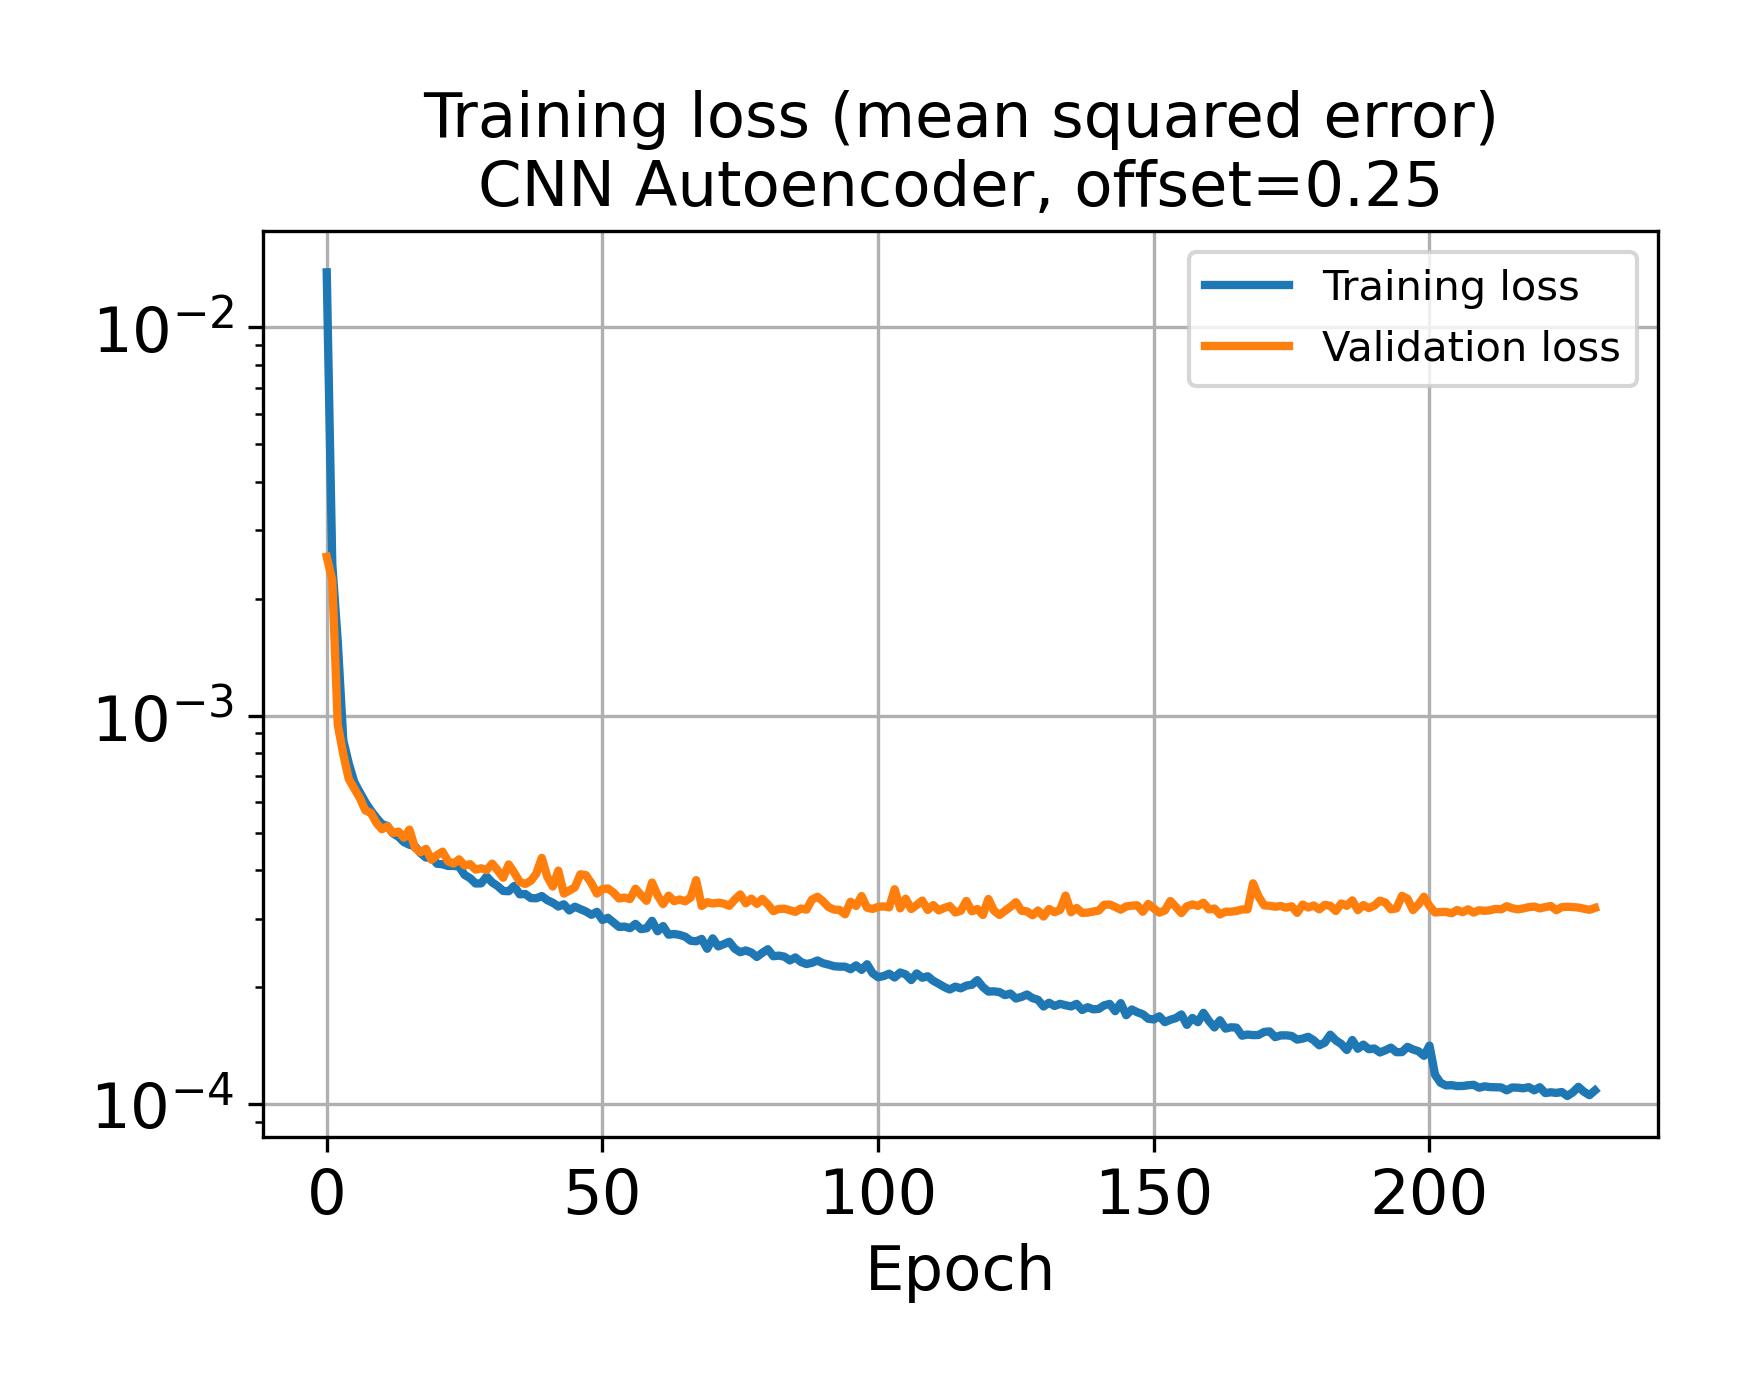 Training loss (mean squared error)
CNN Autoencoder, offset=0.25
Training loss
Validation loss
10⁻²
10⁻³
10⁻⁴
0 50 100 150 200
Epoch